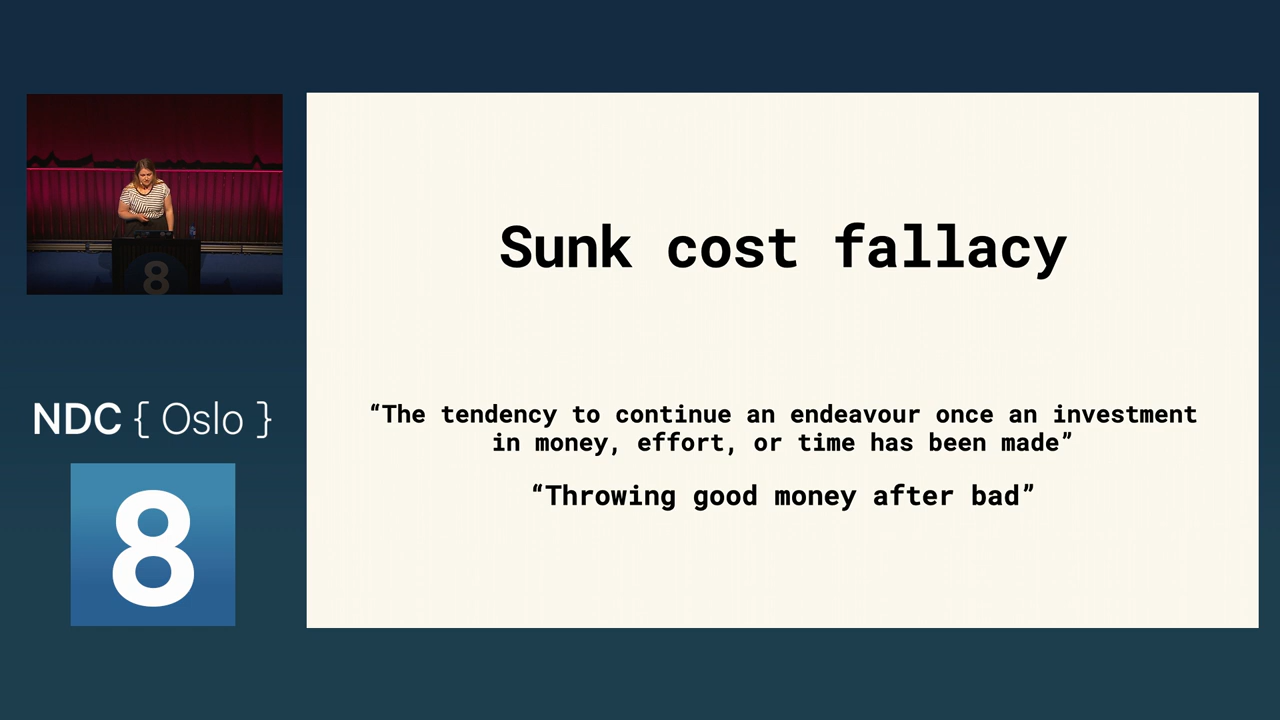 8
NDC { Oslo }
8
Sunk cost fallacy
“The tendency to continue an endeavour once an investment
in money, effort, or time has been made”
“Throwing good money after bad”